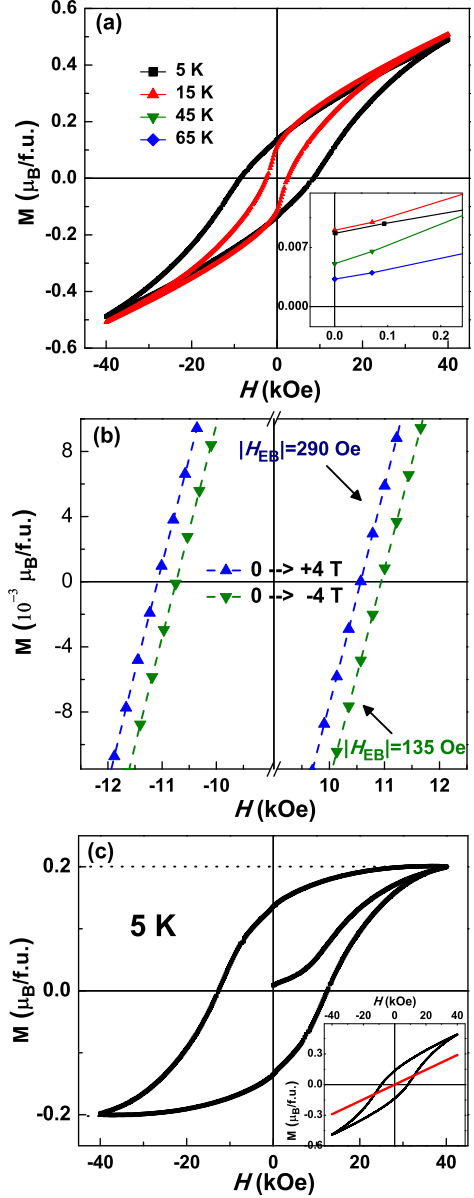 (a)
0.6
0.4
0.2
0.0
-0.2
-0.4
-0.6
M (μB/f.u.)
5 K
15 K
45 K
65 K
0.007
0.000
0.0
0.1
0.2
-40
-20
0
20
40
H (kOe)
(b)
8
4
0
-4
-8
M (10⁻³ μB/f.u.)
|HEB|=290 Oe
0 --> +4 T
0 --> -4 T
|HEB|=135 Oe
-12
-11
-10
10
11
12
H (kOe)
(c)
0.2
0.0
-0.2
M (μB/f.u.)
5 K
H (kOe)
-40
-20
0
20
40
0.3
0.0
-0.3
-0.6
M (μB/f.u.)
-40
-20
0
20
40
H (kOe)